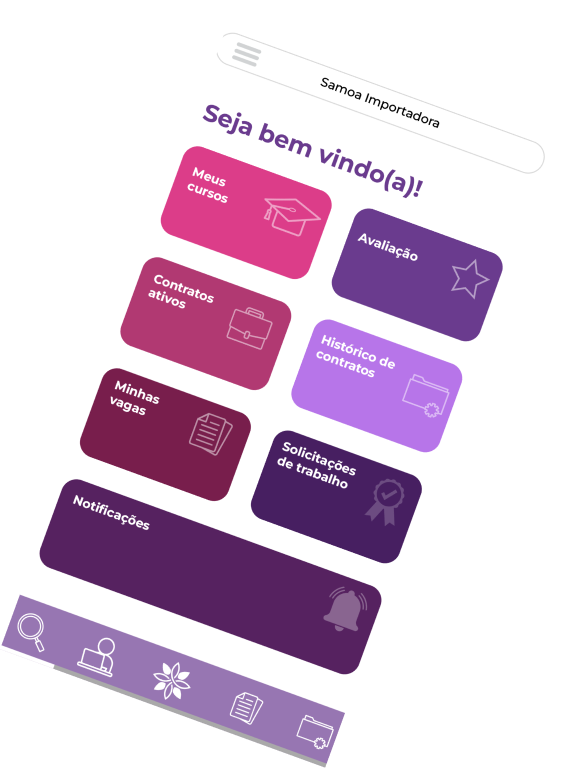 Samoa Importadora
Seja bem vindo(a)!
Meus
cursos
Avaliação
Contratos
ativos
Histórico de
contratos
Minhas
vagas
Solicitações
de trabalho
Notificações